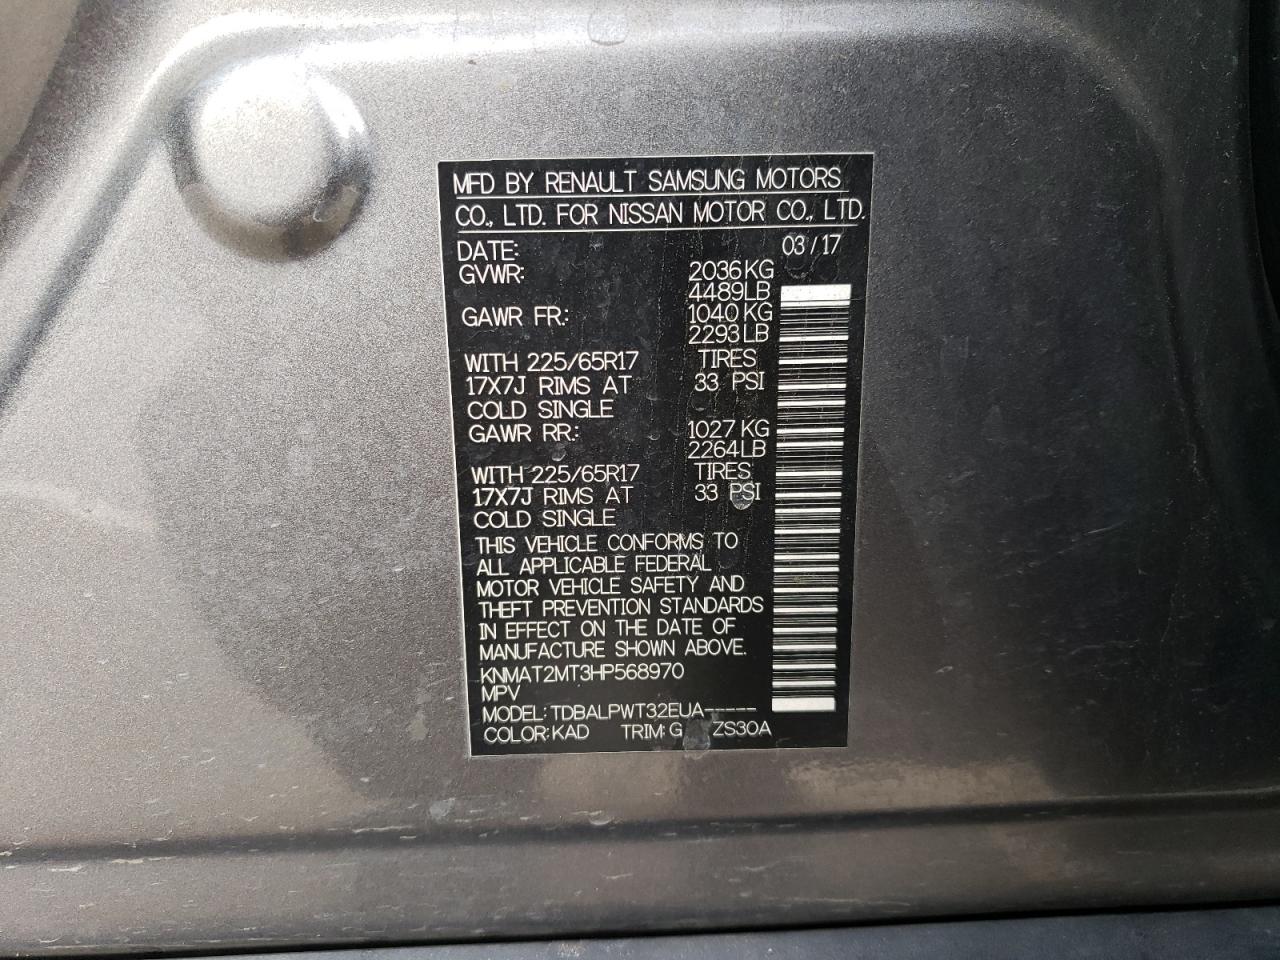 MFD BY RENAULT SAMSUNG MOTORS
CO., LTD. FOR NISSAN MOTOR CO., LTD.
DATE: 03/17
GVWR: 2036KG
4489LB
GAWR FR: 1040KG
2293LB
WITH 225/65R17 TIRES
17X7J RIMS AT 33 PSI
COLD SINGLE
GAWR RR: 1027KG
2264LB
WITH 225/65R17 TIRES
17X7J RIMS AT 33 PSI
COLD SINGLE
THIS VEHICLE CONFORMS TO
ALL APPLICABLE FEDERAL
MOTOR VEHICLE SAFETY AND
THEFT PREVENTION STANDARDS
IN EFFECT ON THE DATE OF
MANUFACTURE SHOWN ABOVE.
KNMAT2MT3HP568970
MPV
MODEL: TDBALPWT32EUA-----
COLOR: KAD TRIM: G ZS30A